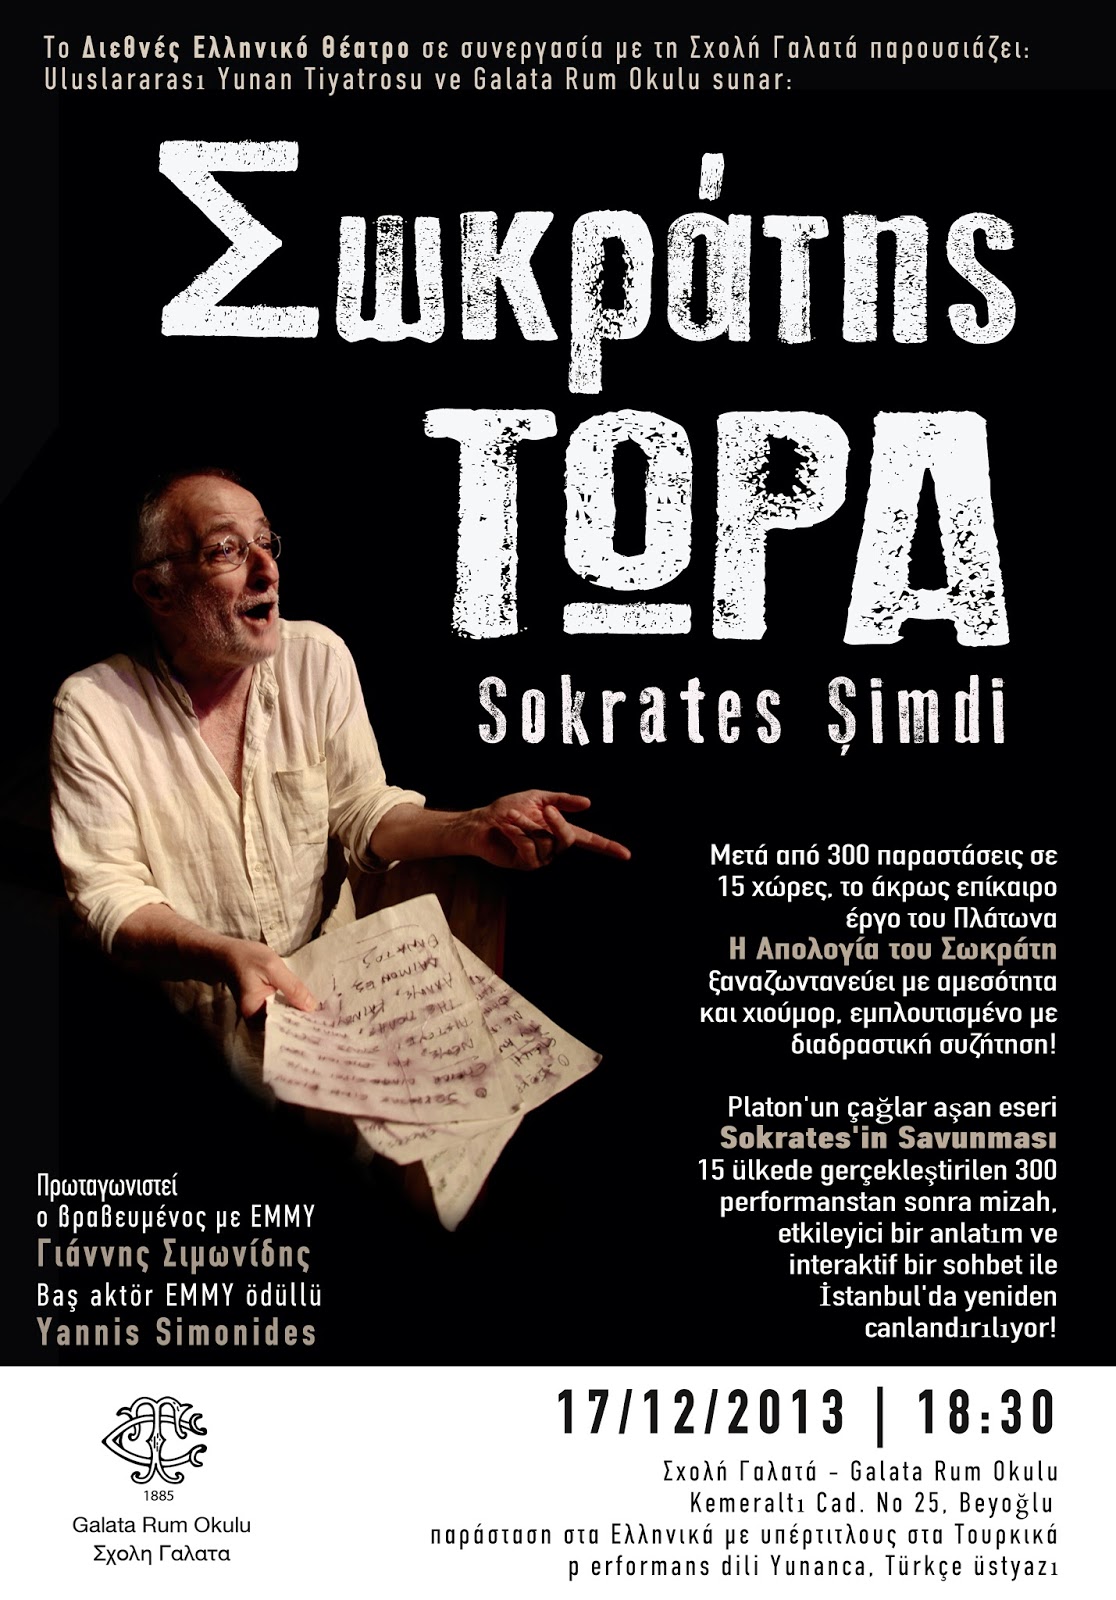 Το Διεθνές Ελληνικό Θέατρο σε συνεργασία με τη Σχολή Γαλατά παρουσιάζει:
Uluslararası Yunan Tiyatrosu ve Galata Rum Okulu sunar:
Σωκράτης
ΤΩΡΑ
Sokrates Şimdi
Μετά από 300 παραστάσεις σε
15 χώρες, το άκρως επίκαιρο
έργο του Πλάτωνα
Η Απολογία του Σωκράτη
ξαναζωντανεύει με αμεσότητα
και χιούμορ, εμπλουτισμένο με
διαδραστική συζήτηση!
Platon'un çağlar aşan eseri
Sokrates'in Savunması
15 ülkede gerçekleştirilen 300
performanstan sonra mizah,
etkileyici bir anlatım ve
interaktif bir sohbet ile
İstanbul'da yeniden
canlandırılıyor!
Πρωταγωνιστεί
ο βραβευμένος με EMMY
Γιάννης Σιμωνίδης
Baş aktör EMMY ödüllü
Yannis Simonides
17/12/2013 | 18:30
Σχολή Γαλατά - Galata Rum Okulu
Kemeraltı Cad. No 25, Beyoğlu
παράσταση στα Ελληνικά με υπέρτιτλους στα Τουρκικά
p erformans dili Yunanca, Türkçe üstyazı
1885
Galata Rum Okulu
Σχολη Γαλατα